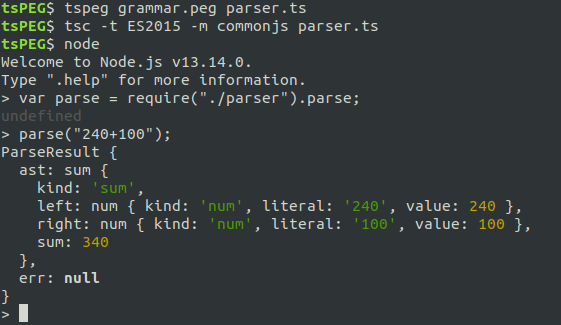 tsPEG$ tspeg grammar.peg parser.ts
tsPEG$ tsc -t ES2015 -m commonjs parser.ts
tsPEG$ node
Welcome to Node.js v13.14.0.
Type ".help" for more information.
> var parse = require("./parser").parse;
undefined
> parse("240+100");
ParseResult {
  ast: sum {
    kind: 'sum',
    left: num { kind: 'num', literal: '240', value: 240 },
    right: num { kind: 'num', literal: '100', value: 100 },
    sum: 340
  },
  err: null
}
>